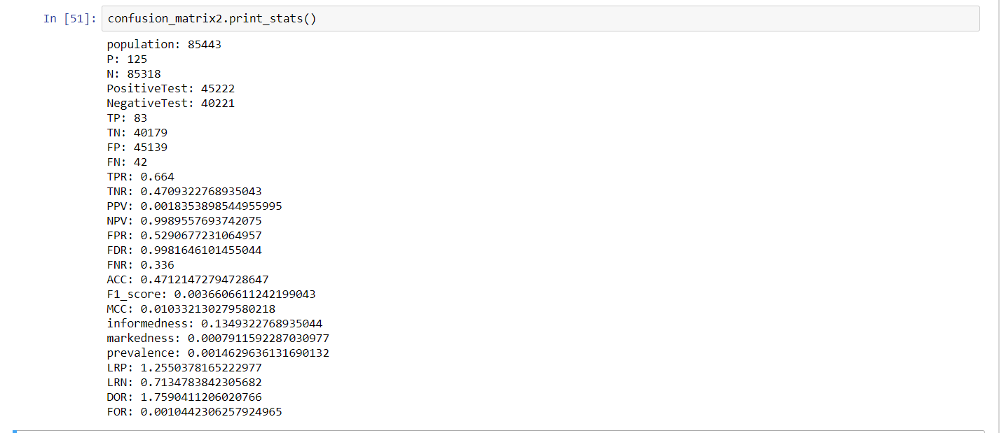 In [51]: confusion_matrix2.print_stats()
population: 85443
P: 125
N: 85318
PositiveTest: 45222
NegativeTest: 40221
TP: 83
TN: 40179
FP: 45139
FN: 42
TPR: 0.664
TNR: 0.4709322768935043
PPV: 0.0018353898544955995
NPV: 0.9989557693742075
FPR: 0.5290677231064957
FDR: 0.9981646101455044
FNR: 0.336
ACC: 0.47121472794728647
F1_score: 0.0036606611242199043
MCC: 0.010332130279580218
informedness: 0.1349322768935044
markedness: 0.0007911592287030977
prevalence: 0.0014629636131690132
LRP: 1.2550378165222977
LRN: 0.7134783842305682
DOR: 1.7590411206020766
FOR: 0.0010442306257924965